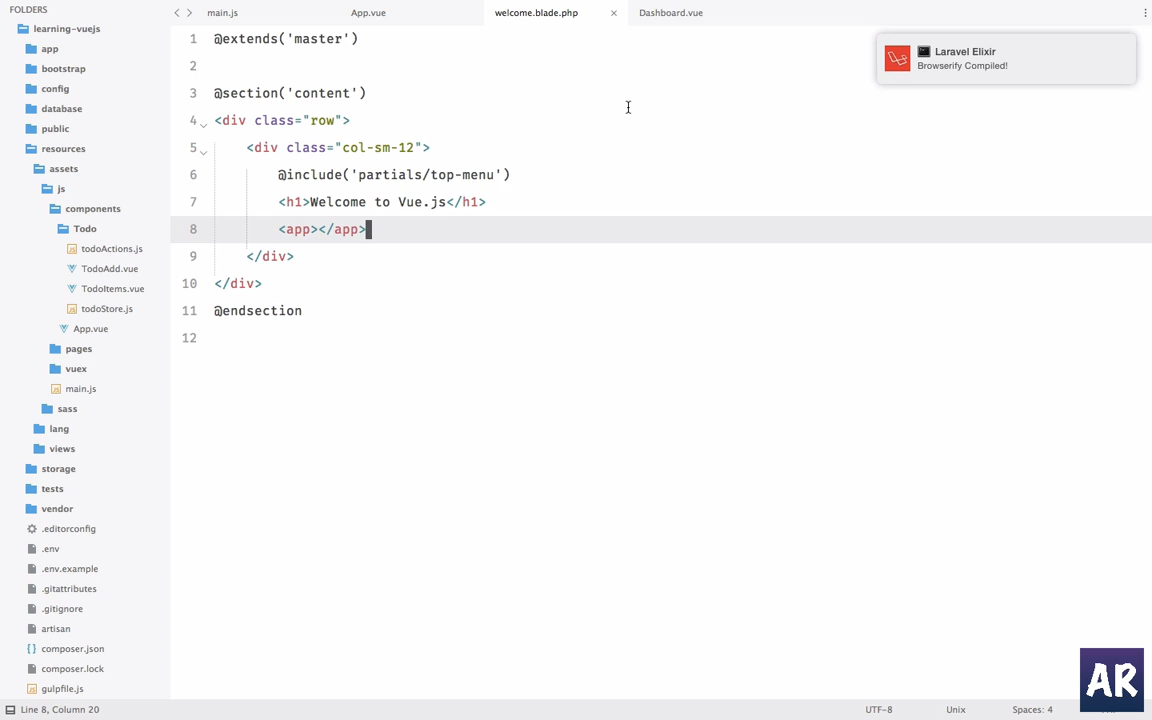 FOLDERS
learning-vuejs
app
bootstrap
config
database
public
resources
assets
js
components
Todo
todoActions.js
TodoAdd.vue
TodoItems.vue
todoStore.js
App.vue
pages
vuex
main.js
sass
lang
views
storage
tests
vendor
.editorconfig
.env
.env.example
.gitattributes
.gitignore
artisan
composer.json
composer.lock
gulpfile.js
main.js App.vue welcome.blade.php × Dashboard.vue
1 @extends('master')
2
3 @section('content')
4 <div class="row">
5 <div class="col-sm-12">
6 @include('partials/top-menu')
7 <h1>Welcome to Vue.js</h1>
8 <app></app>
9 </div>
10 </div>
11 @endsection
12
Laravel Elixir
Browserify Compiled!
AR
Line 8, Column 20 UTF-8 Unix Spaces: 4